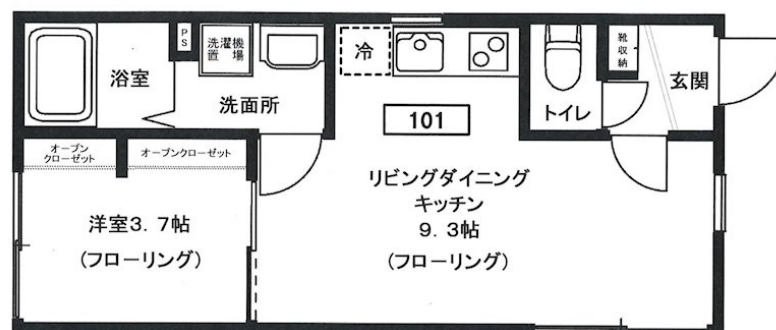 浴室
PS
洗濯機
置場
洗面所
冷
靴収納
玄関
トイレ
101
オープン
クローゼット
オープンクローゼット
リビングダイニング
キッチン
9.3帖
(フローリング)
洋室3.7帖
(フローリング)